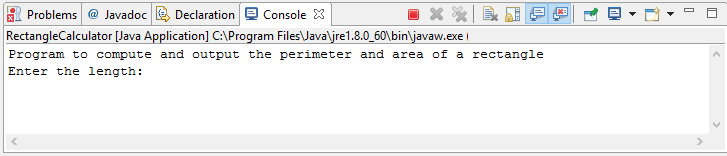 Problems @ Javadoc Declaration Console
RectangleCalculator [Java Application] C:\Program Files\Java\jre1.8.0_60\bin\javaw.exe (
Program to compute and output the perimeter and area of a rectangle
Enter the length: